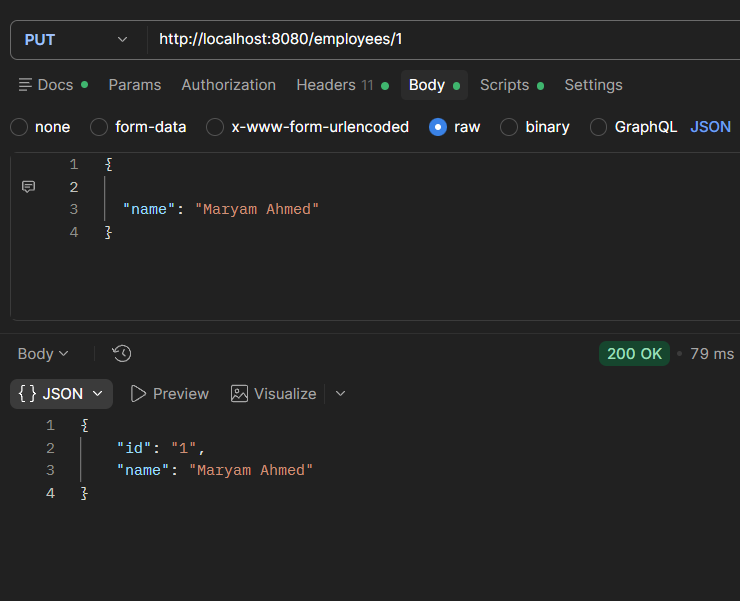 PUT http://localhost:8080/employees/1
Docs Params Authorization Headers 11 Body Scripts Settings
none form-data x-www-form-urlencoded raw binary GraphQL JSON
1 {
2
3 "name": "Maryam Ahmed"
4 }
Body 200 OK • 79 ms
{} JSON Preview Visualize
1 {
2 "id": "1",
3 "name": "Maryam Ahmed"
4 }